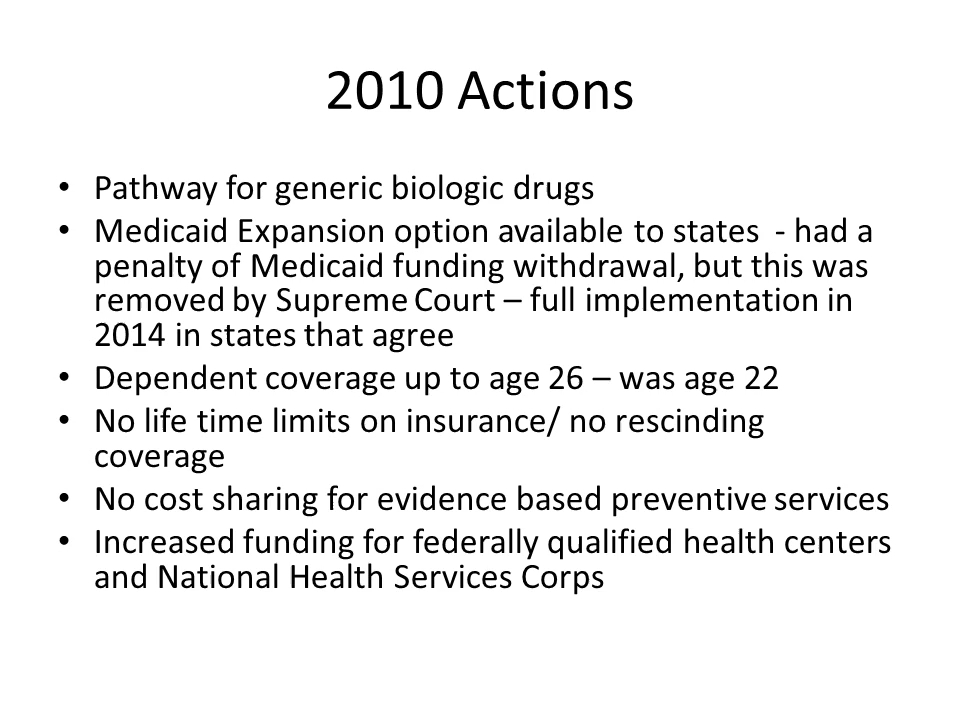 2010 Actions
• Pathway for generic biologic drugs
• Medicaid Expansion option available to states  - had a
penalty of Medicaid funding withdrawal, but this was
removed by Supreme Court – full implementation in
2014 in states that agree
• Dependent coverage up to age 26 – was age 22
• No life time limits on insurance/ no rescinding
coverage
• No cost sharing for evidence based preventive services
• Increased funding for federally qualified health centers
and National Health Services Corps